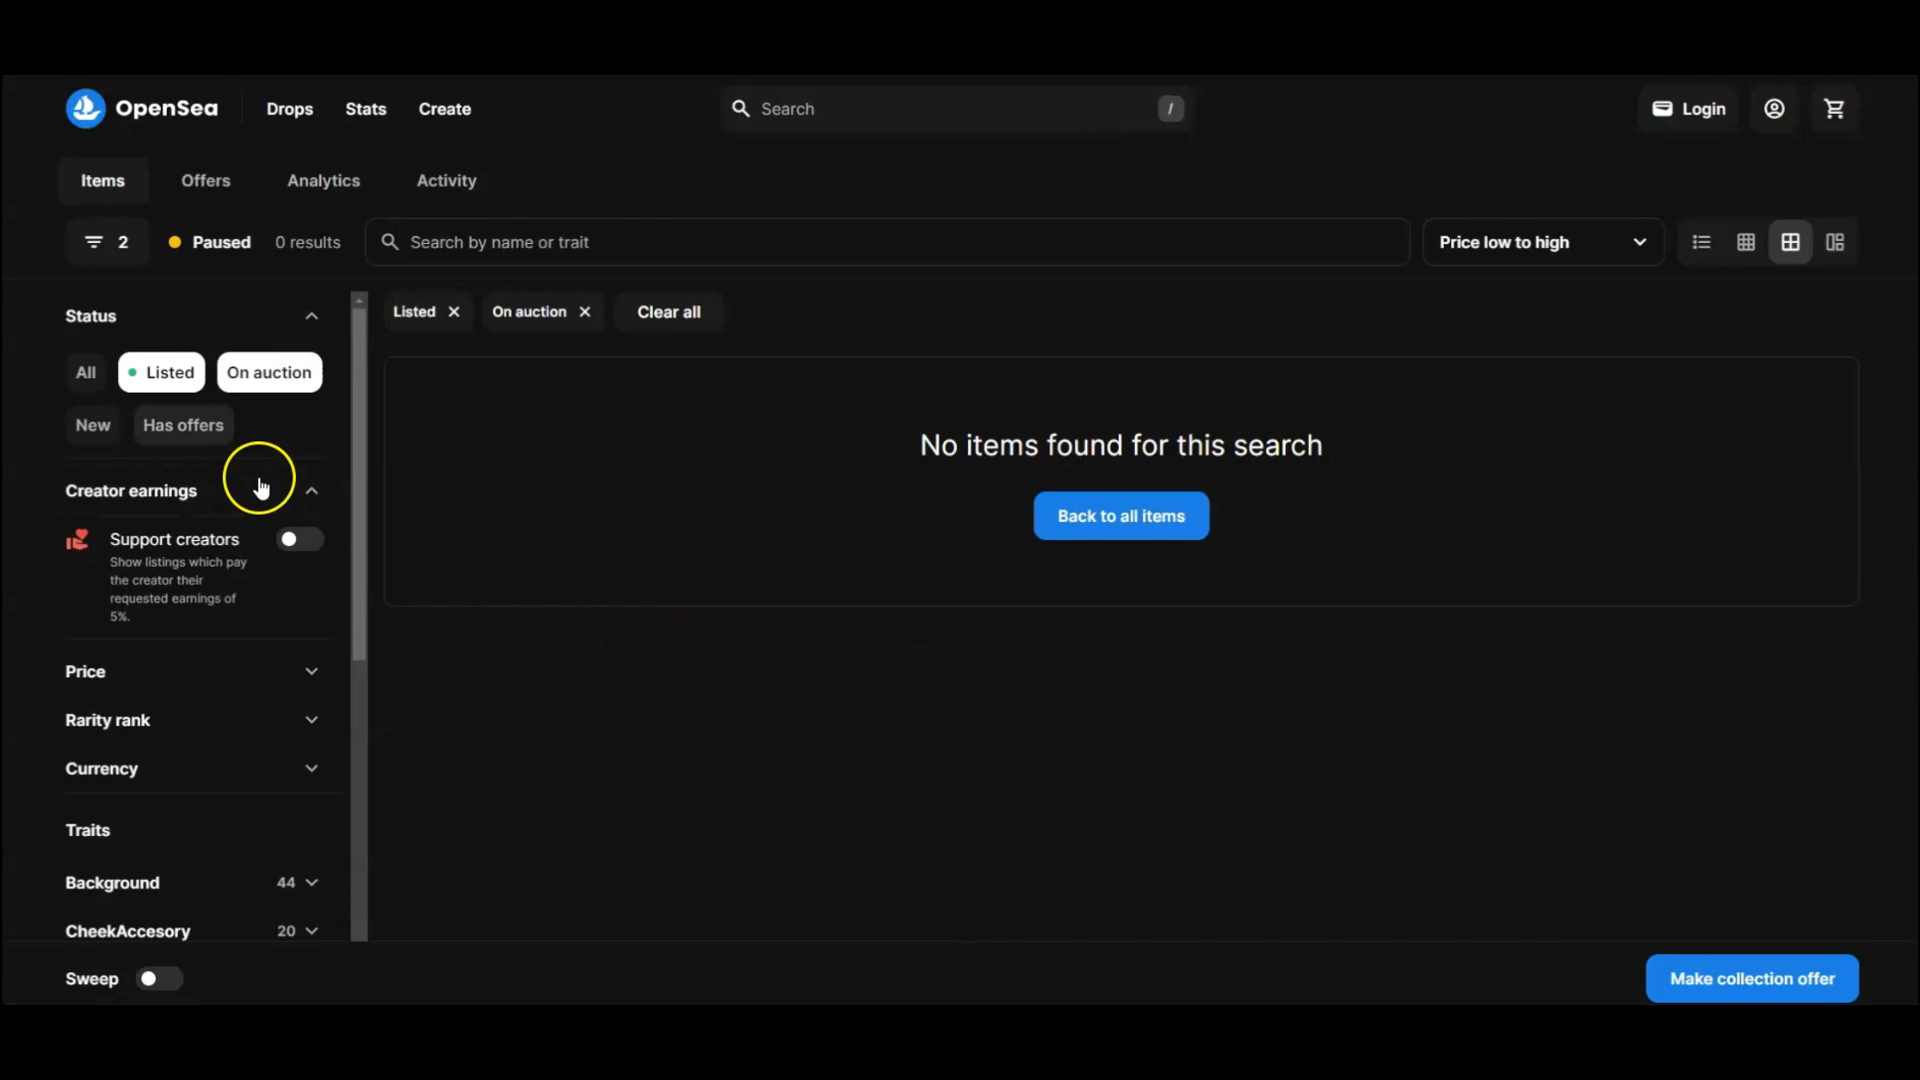 OpenSea
Drops
Stats
Create
Search
/
Login
Items
Offers
Analytics
Activity
2
Paused
0 results
Search by name or trait
Price low to high
Status
All
Listed
On auction
New
Has offers
Creator earnings
Support creators
Show listings which pay
the creator their
requested earnings of
5%.
Price
Rarity rank
Currency
Traits
Background
44
CheekAccesory
20
Listed
On auction
Clear all
No items found for this search
Back to all items
Sweep
Make collection offer